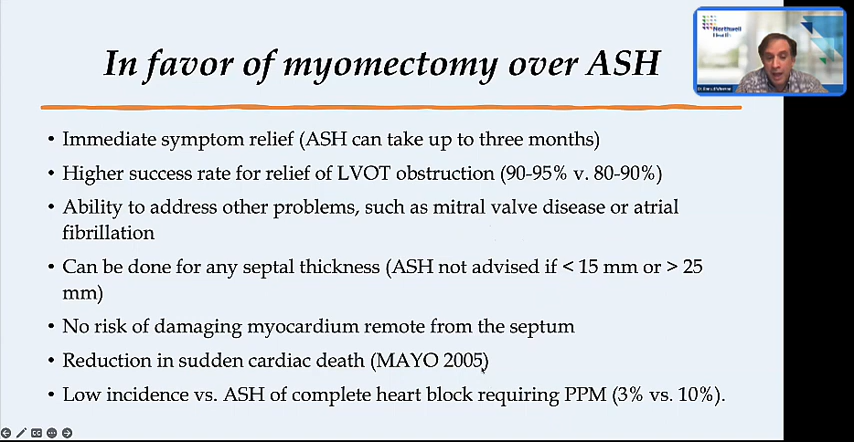 In favor of myomectomy over ASH
Northwell
Health
• Immediate symptom relief (ASH can take up to three months)
• Higher success rate for relief of LVOT obstruction (90-95% v. 80-90%)
• Ability to address other problems, such as mitral valve disease or atrial
fibrillation
• Can be done for any septal thickness (ASH not advised if < 15 mm or > 25
mm)
• No risk of damaging myocardium remote from the septum
• Reduction in sudden cardiac death (MAYO 2005)
• Low incidence vs. ASH of complete heart block requiring PPM (3% vs. 10%).